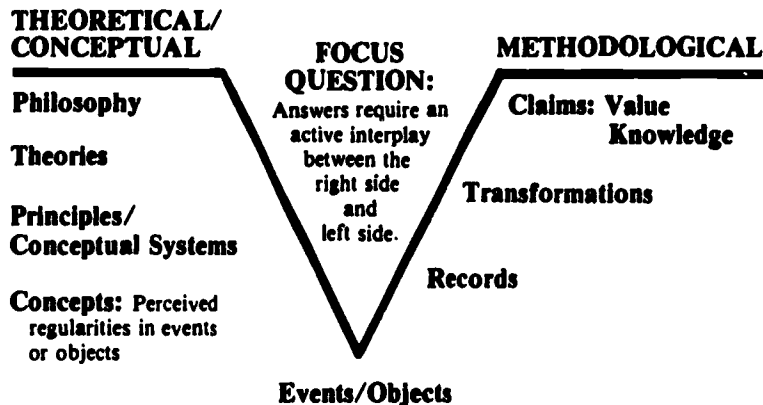 THEORETICAL/
CONCEPTUAL
Philosophy
Theories
Principles/
Conceptual Systems
Concepts: Perceived
regularities in events
or objects
FOCUS
QUESTION:
Answers require an
active interplay
between the
right side
and
left side.
METHODOLOGICAL
Claims: Value
Knowledge
Transformations
Records
Events/Objects